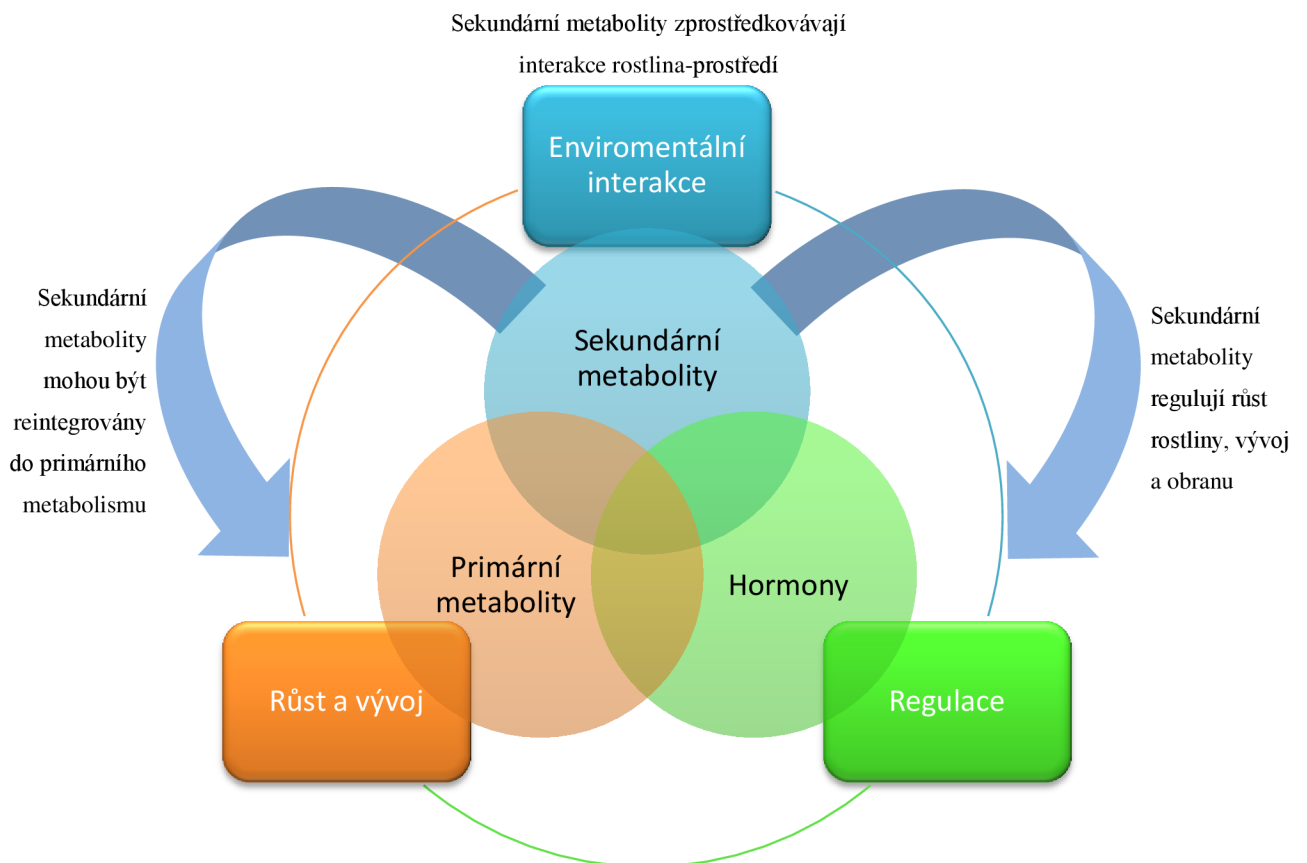 Sekundární metabolity zprostředkovávají
interakce rostlina-prostředí
Enviromentální
interakce
Sekundární
metabolity
mohou být
reintegrovány
do primárního
metabolismu
Sekundární
metabolity
Sekundární
metabolity
regulují růst
rostliny, vývoj
a obranu
Primární
metabolity
Hormony
Růst a vývoj
Regulace